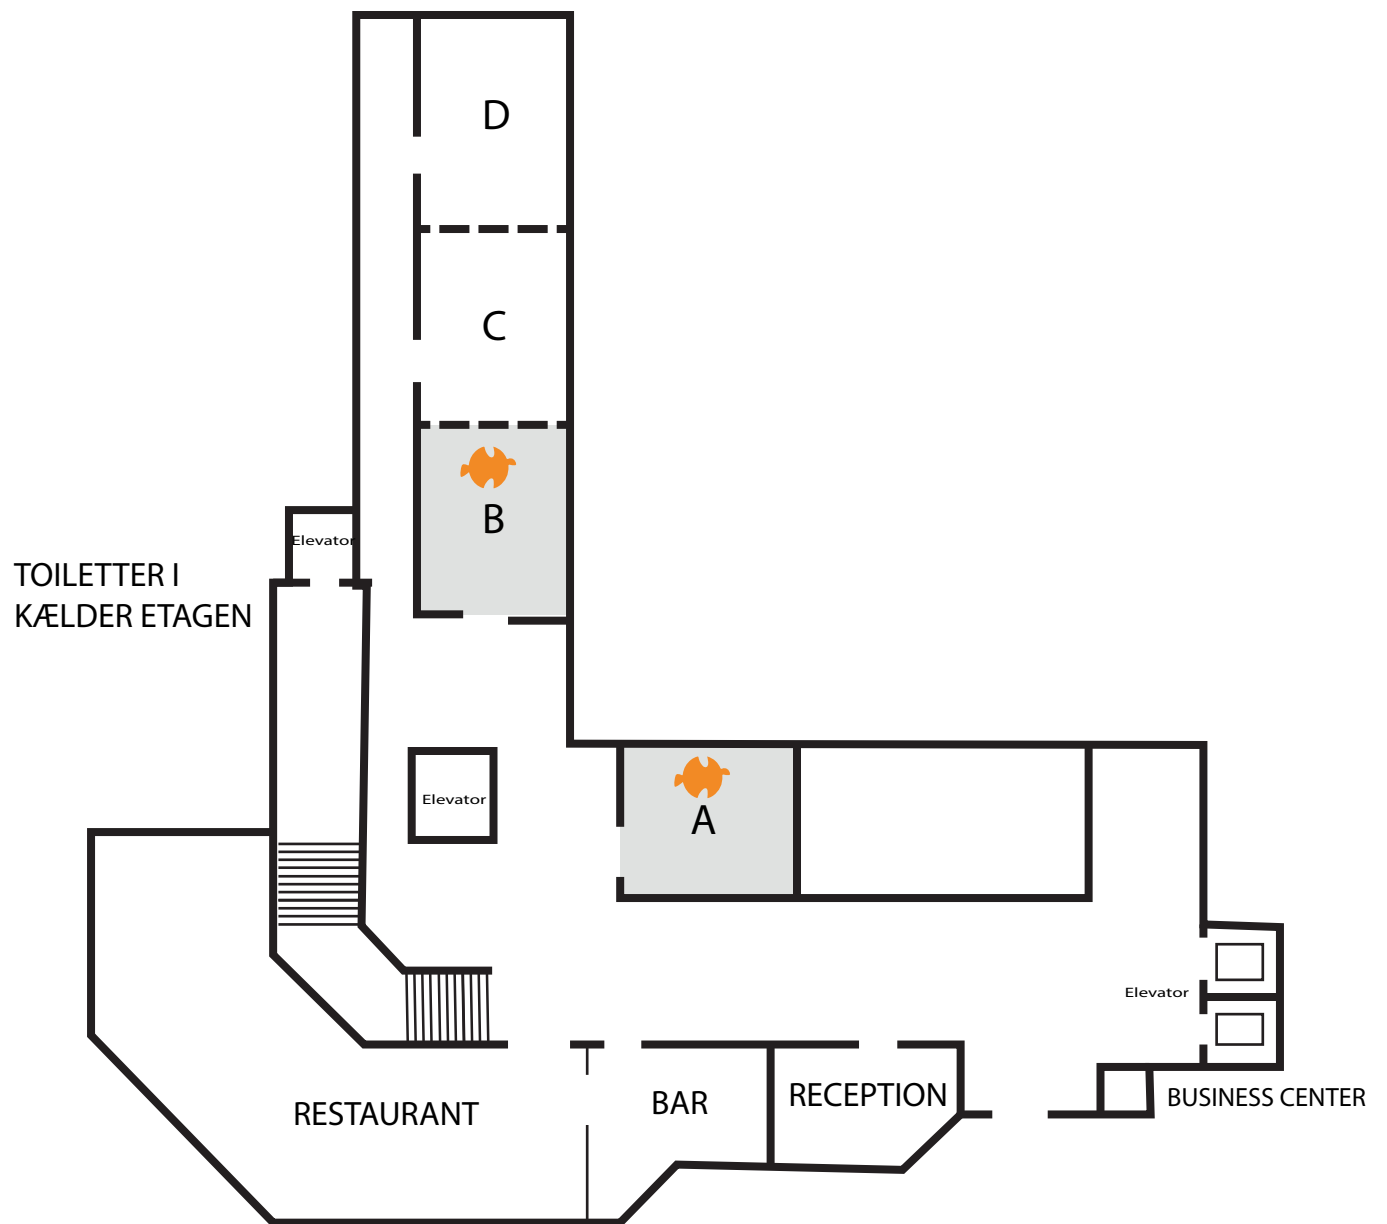 D
C
B
Elevator
TOILETTER I
KÆLDER ETAGEN
Elevator
A
Elevator
RESTAURANT
BAR
RECEPTION
BUSINESS CENTER